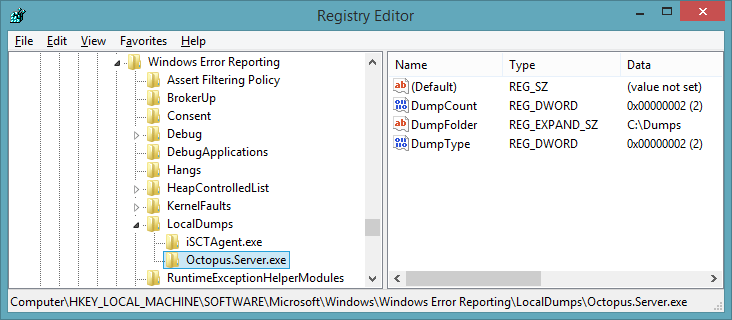 Registry Editor
File Edit View Favorites Help
Windows Error Reporting
Assert Filtering Policy
BrokerUp
Consent
Debug
DebugApplications
Hangs
HeapControlledList
KernelFaults
LocalDumps
iSCTAgent.exe
Octopus.Server.exe
RuntimeExceptionHelperModules
Name Type Data
(Default) REG_SZ (value not set)
DumpCount REG_DWORD 0x00000002 (2)
DumpFolder REG_EXPAND_SZ C:\Dumps
DumpType REG_DWORD 0x00000002 (2)
Computer\HKEY_LOCAL_MACHINE\SOFTWARE\Microsoft\Windows\Windows Error Reporting\LocalDumps\Octopus.Server.exe